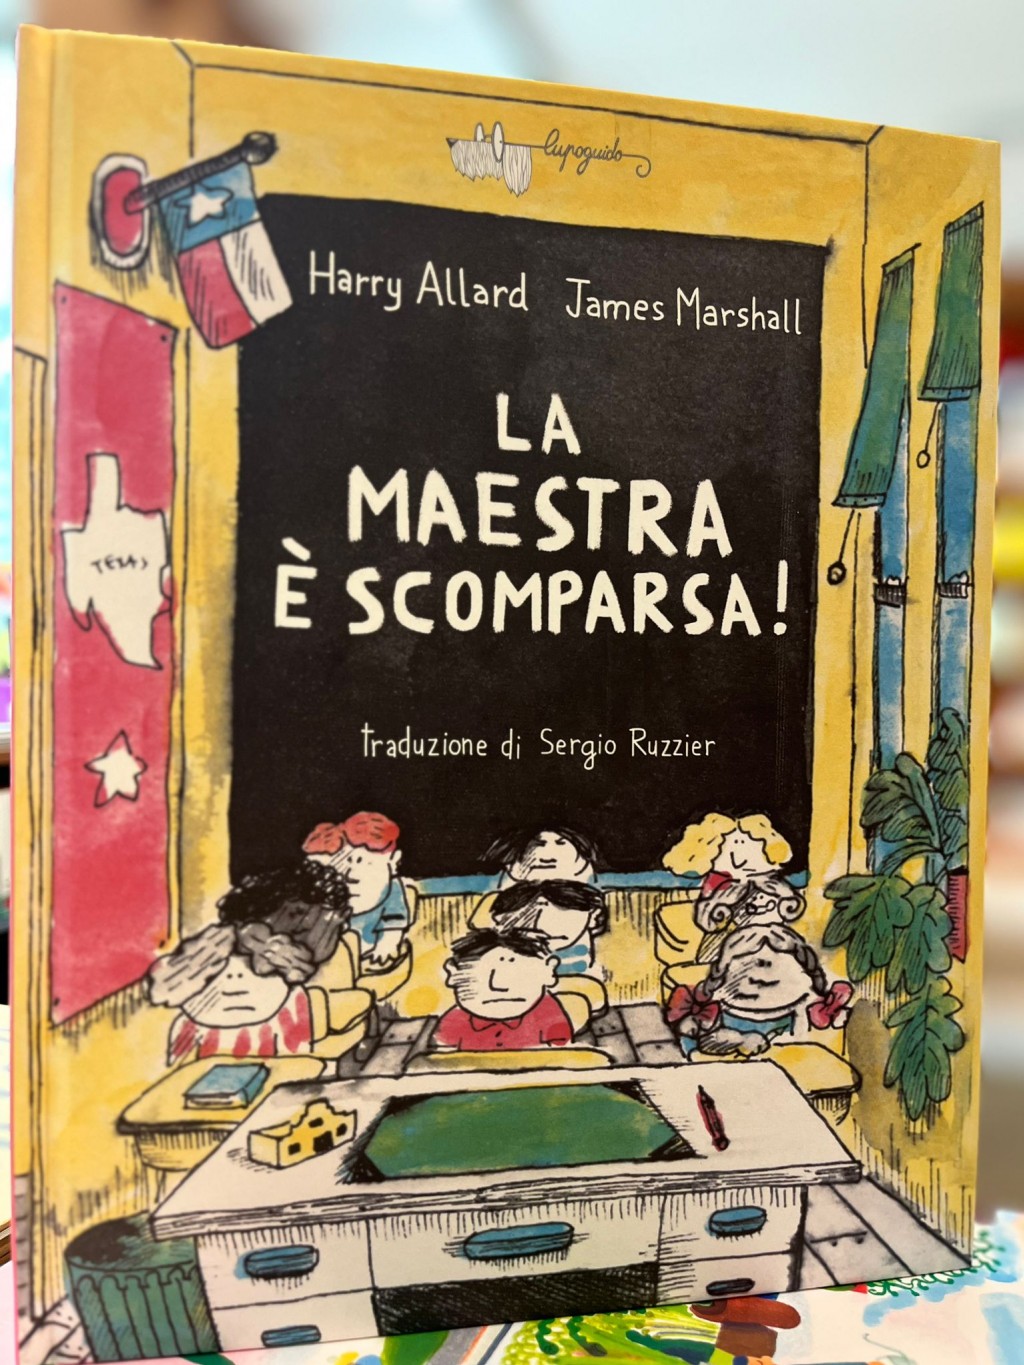 lupoguido
Harry Allard James Marshall
LA
MAESTRA
È SCOMPARSA!
TEXAS
traduzione di Sergio Ruzzier